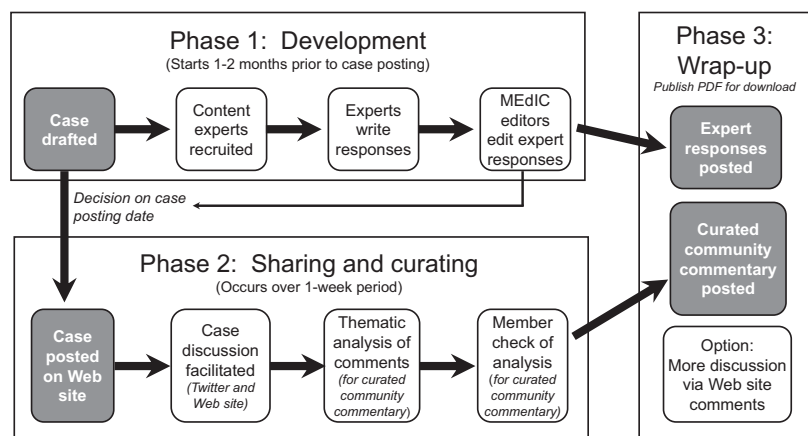 Phase 1: Development
(Starts 1-2 months prior to case posting)
Case
drafted
Content
experts
recruited
Experts
write
responses
MEdIC
editors
edit expert
responses
Decision on case
posting date
Phase 2: Sharing and curating
(Occurs over 1-week period)
Case
posted
on Web
site
Case
discussion
facilitated
(Twitter and
Web site)
Thematic
analysis of
comments
(for curated
community
commentary)
Member
check of
analysis
(for curated
community
commentary)
Phase 3:
Wrap-up
Publish PDF for download
Expert
responses
posted
Curated
community
commentary
posted
Option:
More discussion
via Web site
comments